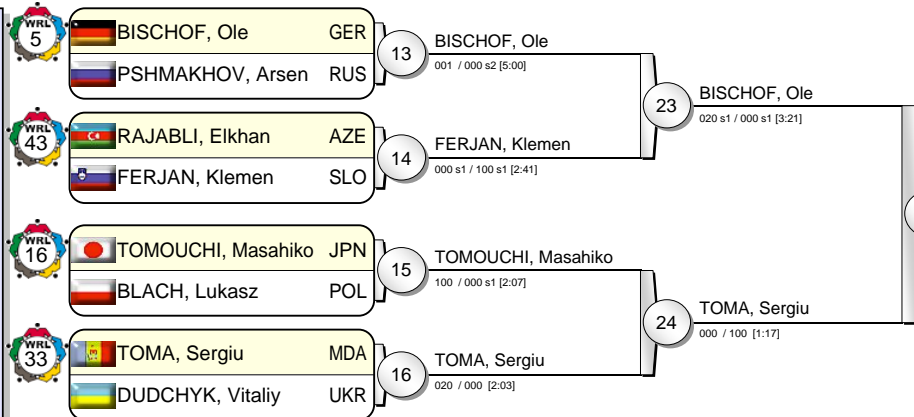 WRL
5
BISCHOF, Ole GER
PSHMAKHOV, Arsen RUS
13
BISCHOF, Ole
001 / 000 s2 [5:00]
WRL
43
RAJABLI, Elkhan AZE
FERJAN, Klemen SLO
14
FERJAN, Klemen
000 s1 / 100 s1 [2:41]
23
BISCHOF, Ole
020 s1 / 000 s1 [3:21]
WRL
16
TOMOUCHI, Masahiko JPN
BLACH, Lukasz POL
15
TOMOUCHI, Masahiko
100 / 000 s1 [2:07]
WRL
33
TOMA, Sergiu MDA
DUDCHYK, Vitaliy UKR
16
TOMA, Sergiu
020 / 000 [2:03]
24
TOMA, Sergiu
000 / 100 [1:17]